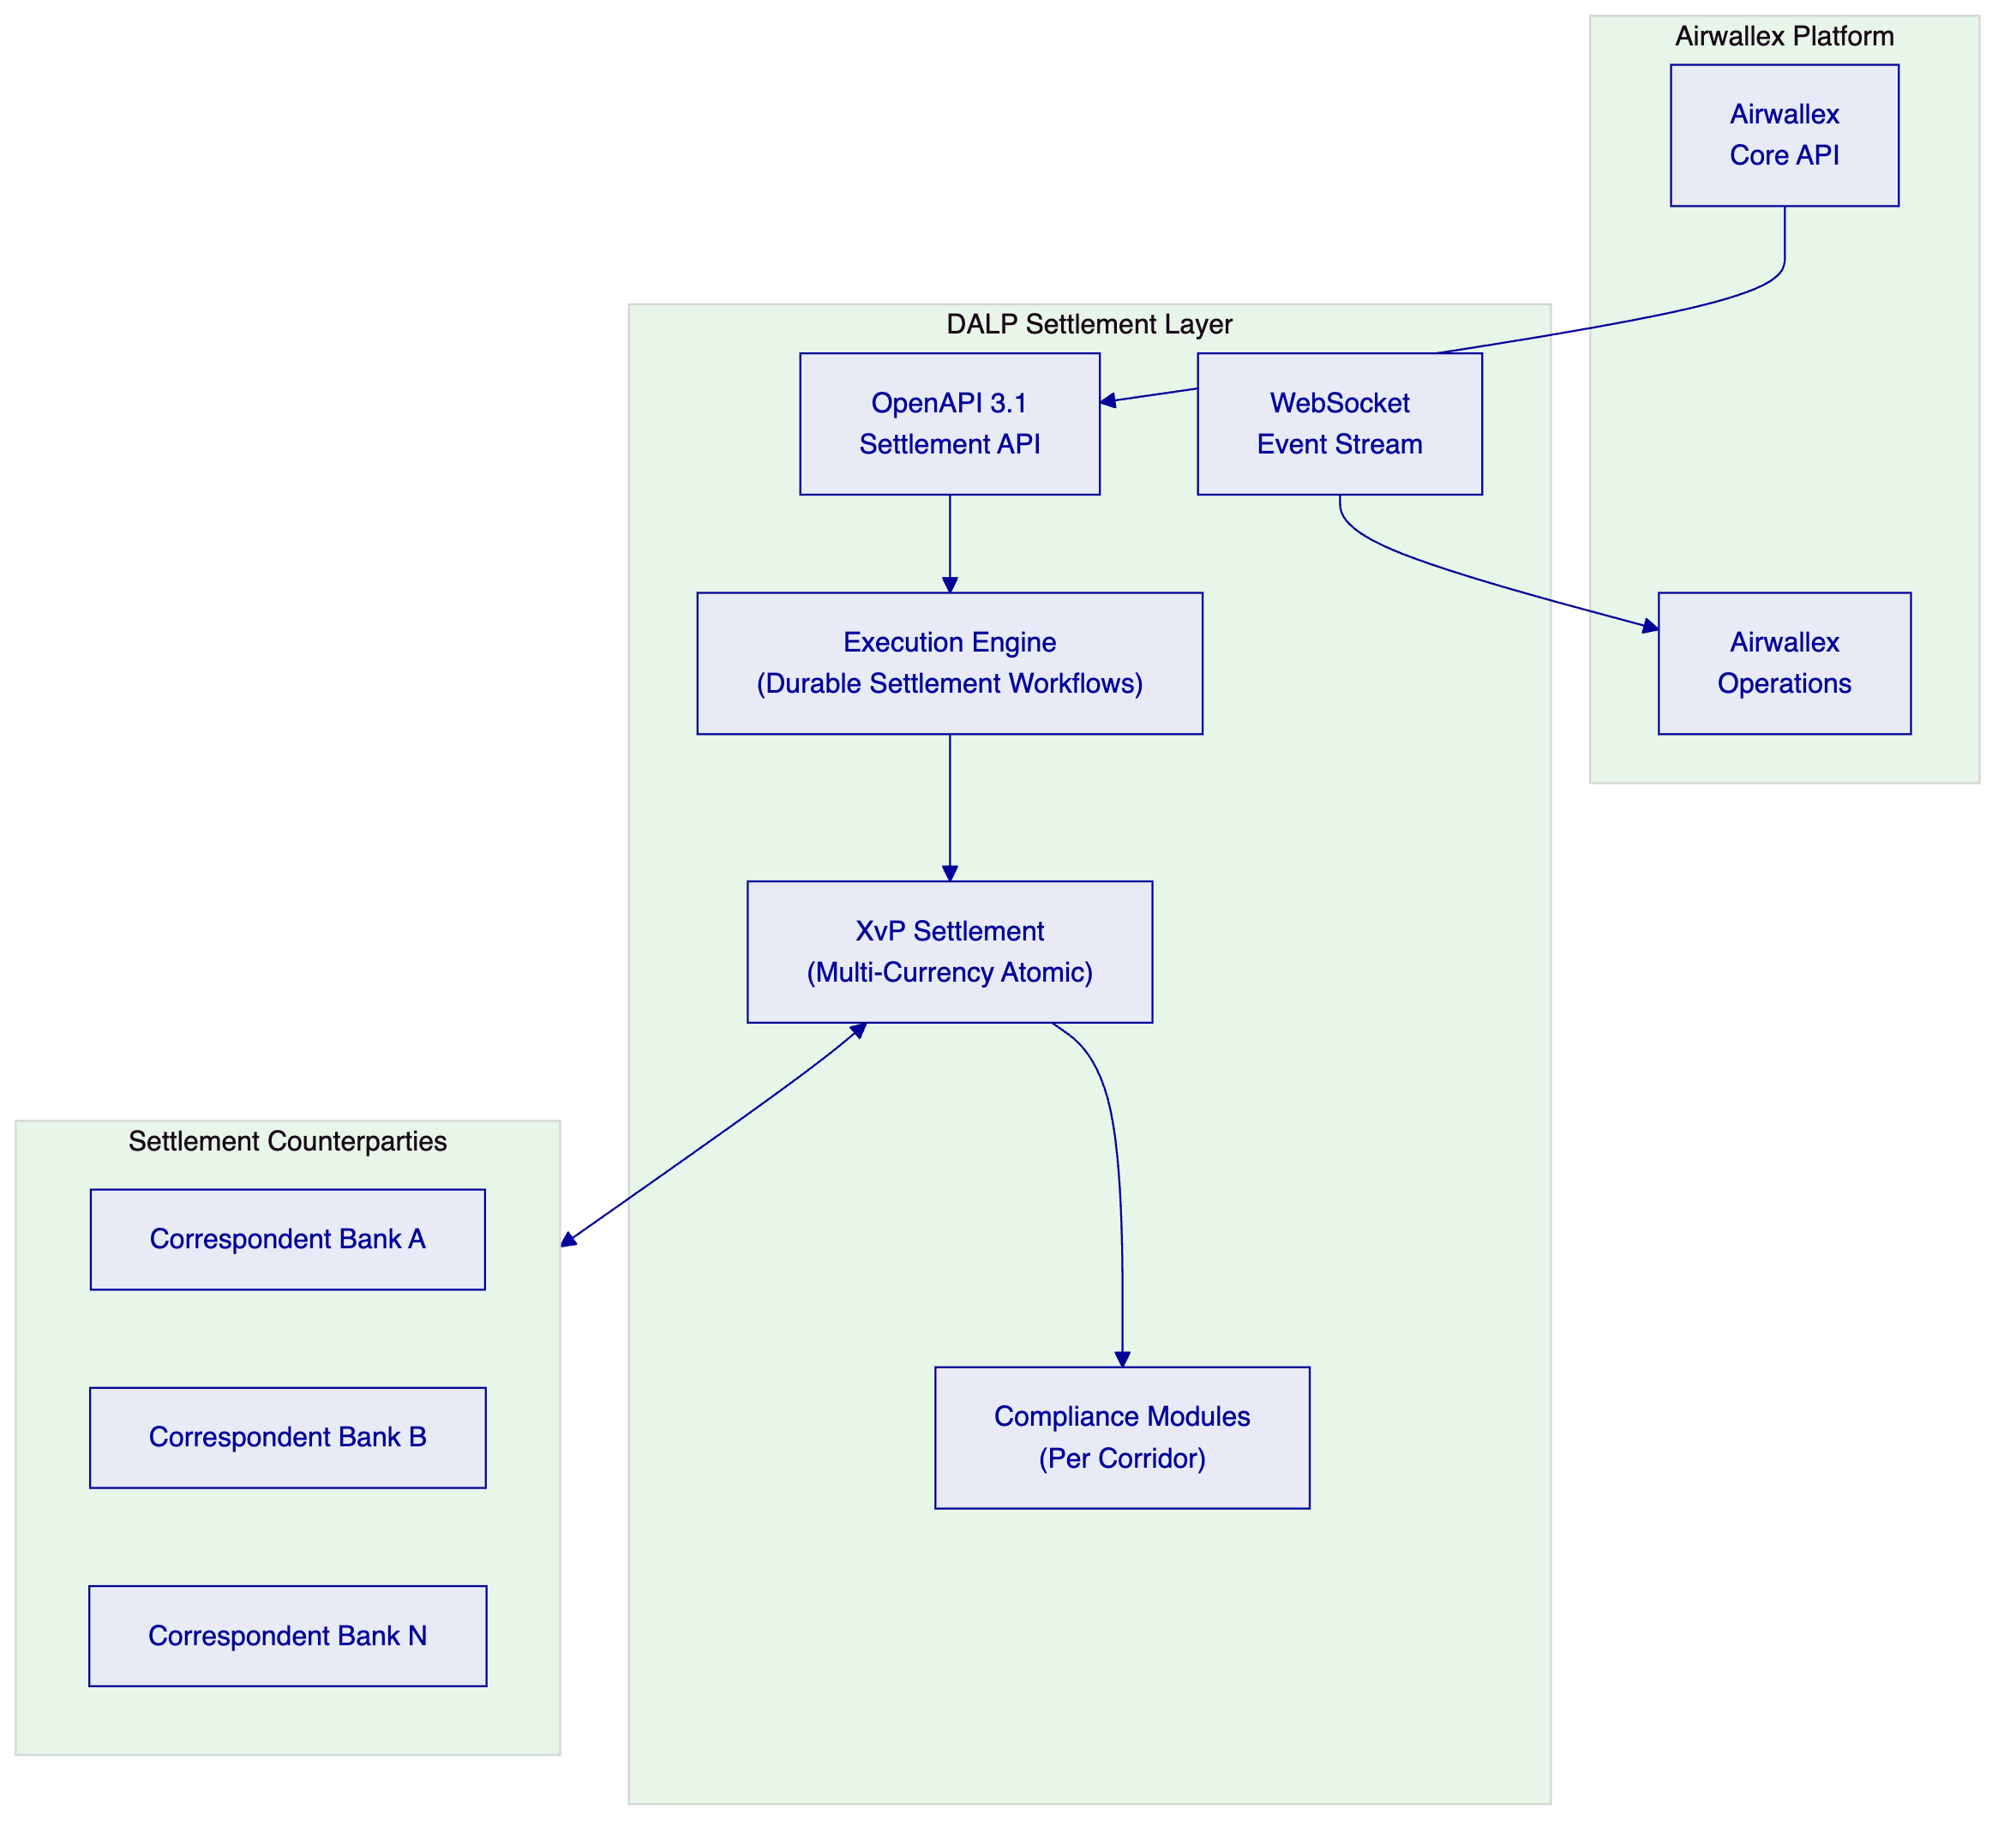 Airwallex Platform
Airwallex
Core API
DALP Settlement Layer
OpenAPI 3.1
Settlement API
WebSocket
Event Stream
Execution Engine
(Durable Settlement Workflows)
Airwallex
Operations
XvP Settlement
(Multi-Currency Atomic)
Settlement Counterparties
Correspondent Bank A
Correspondent Bank B
Correspondent Bank N
Compliance Modules
(Per Corridor)